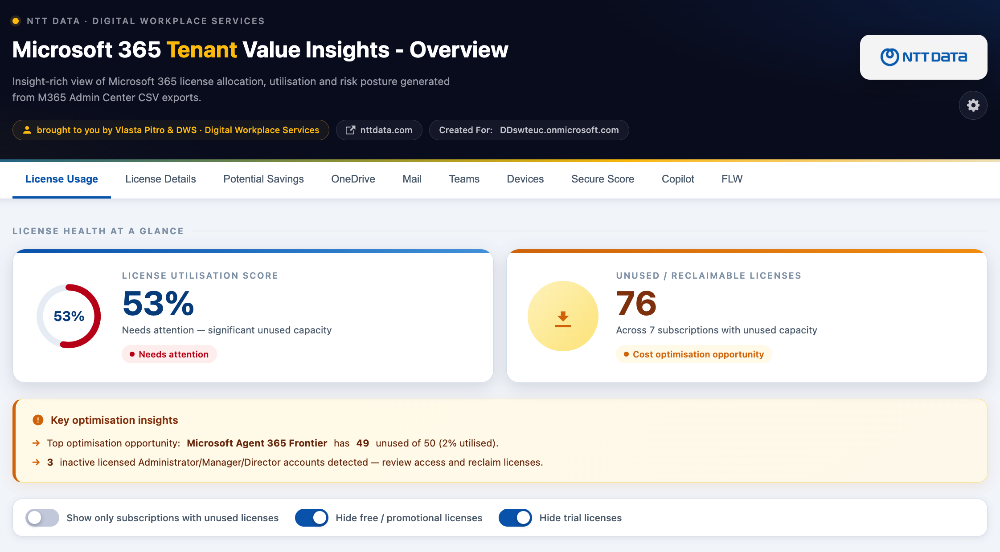 NTT DATA · DIGITAL WORKPLACE SERVICES
Microsoft 365 Tenant Value Insights - Overview
NTT DATA
Insight-rich view of Microsoft 365 license allocation, utilisation and risk posture generated
from M365 Admin Center CSV exports.
brought to you by Vlasta Pitro & DWS · Digital Workplace Services
nttdata.com
Created For: DDswteuc.onmicrosoft.com
License Usage
License Details
Potential Savings
OneDrive
Mail
Teams
Devices
Secure Score
Copilot
FLW
LICENSE HEALTH AT A GLANCE
53%
LICENSE UTILISATION SCORE
53%
Needs attention — significant unused capacity
Needs attention
UNUSED / RECLAIMABLE LICENSES
76
Across 7 subscriptions with unused capacity
Cost optimisation opportunity
Key optimisation insights
→ Top optimisation opportunity: Microsoft Agent 365 Frontier has 49 unused of 50 (2% utilised).
→ 3 inactive licensed Administrator/Manager/Director accounts detected — review access and reclaim licenses.
Show only subscriptions with unused licenses
Hide free / promotional licenses
Hide trial licenses